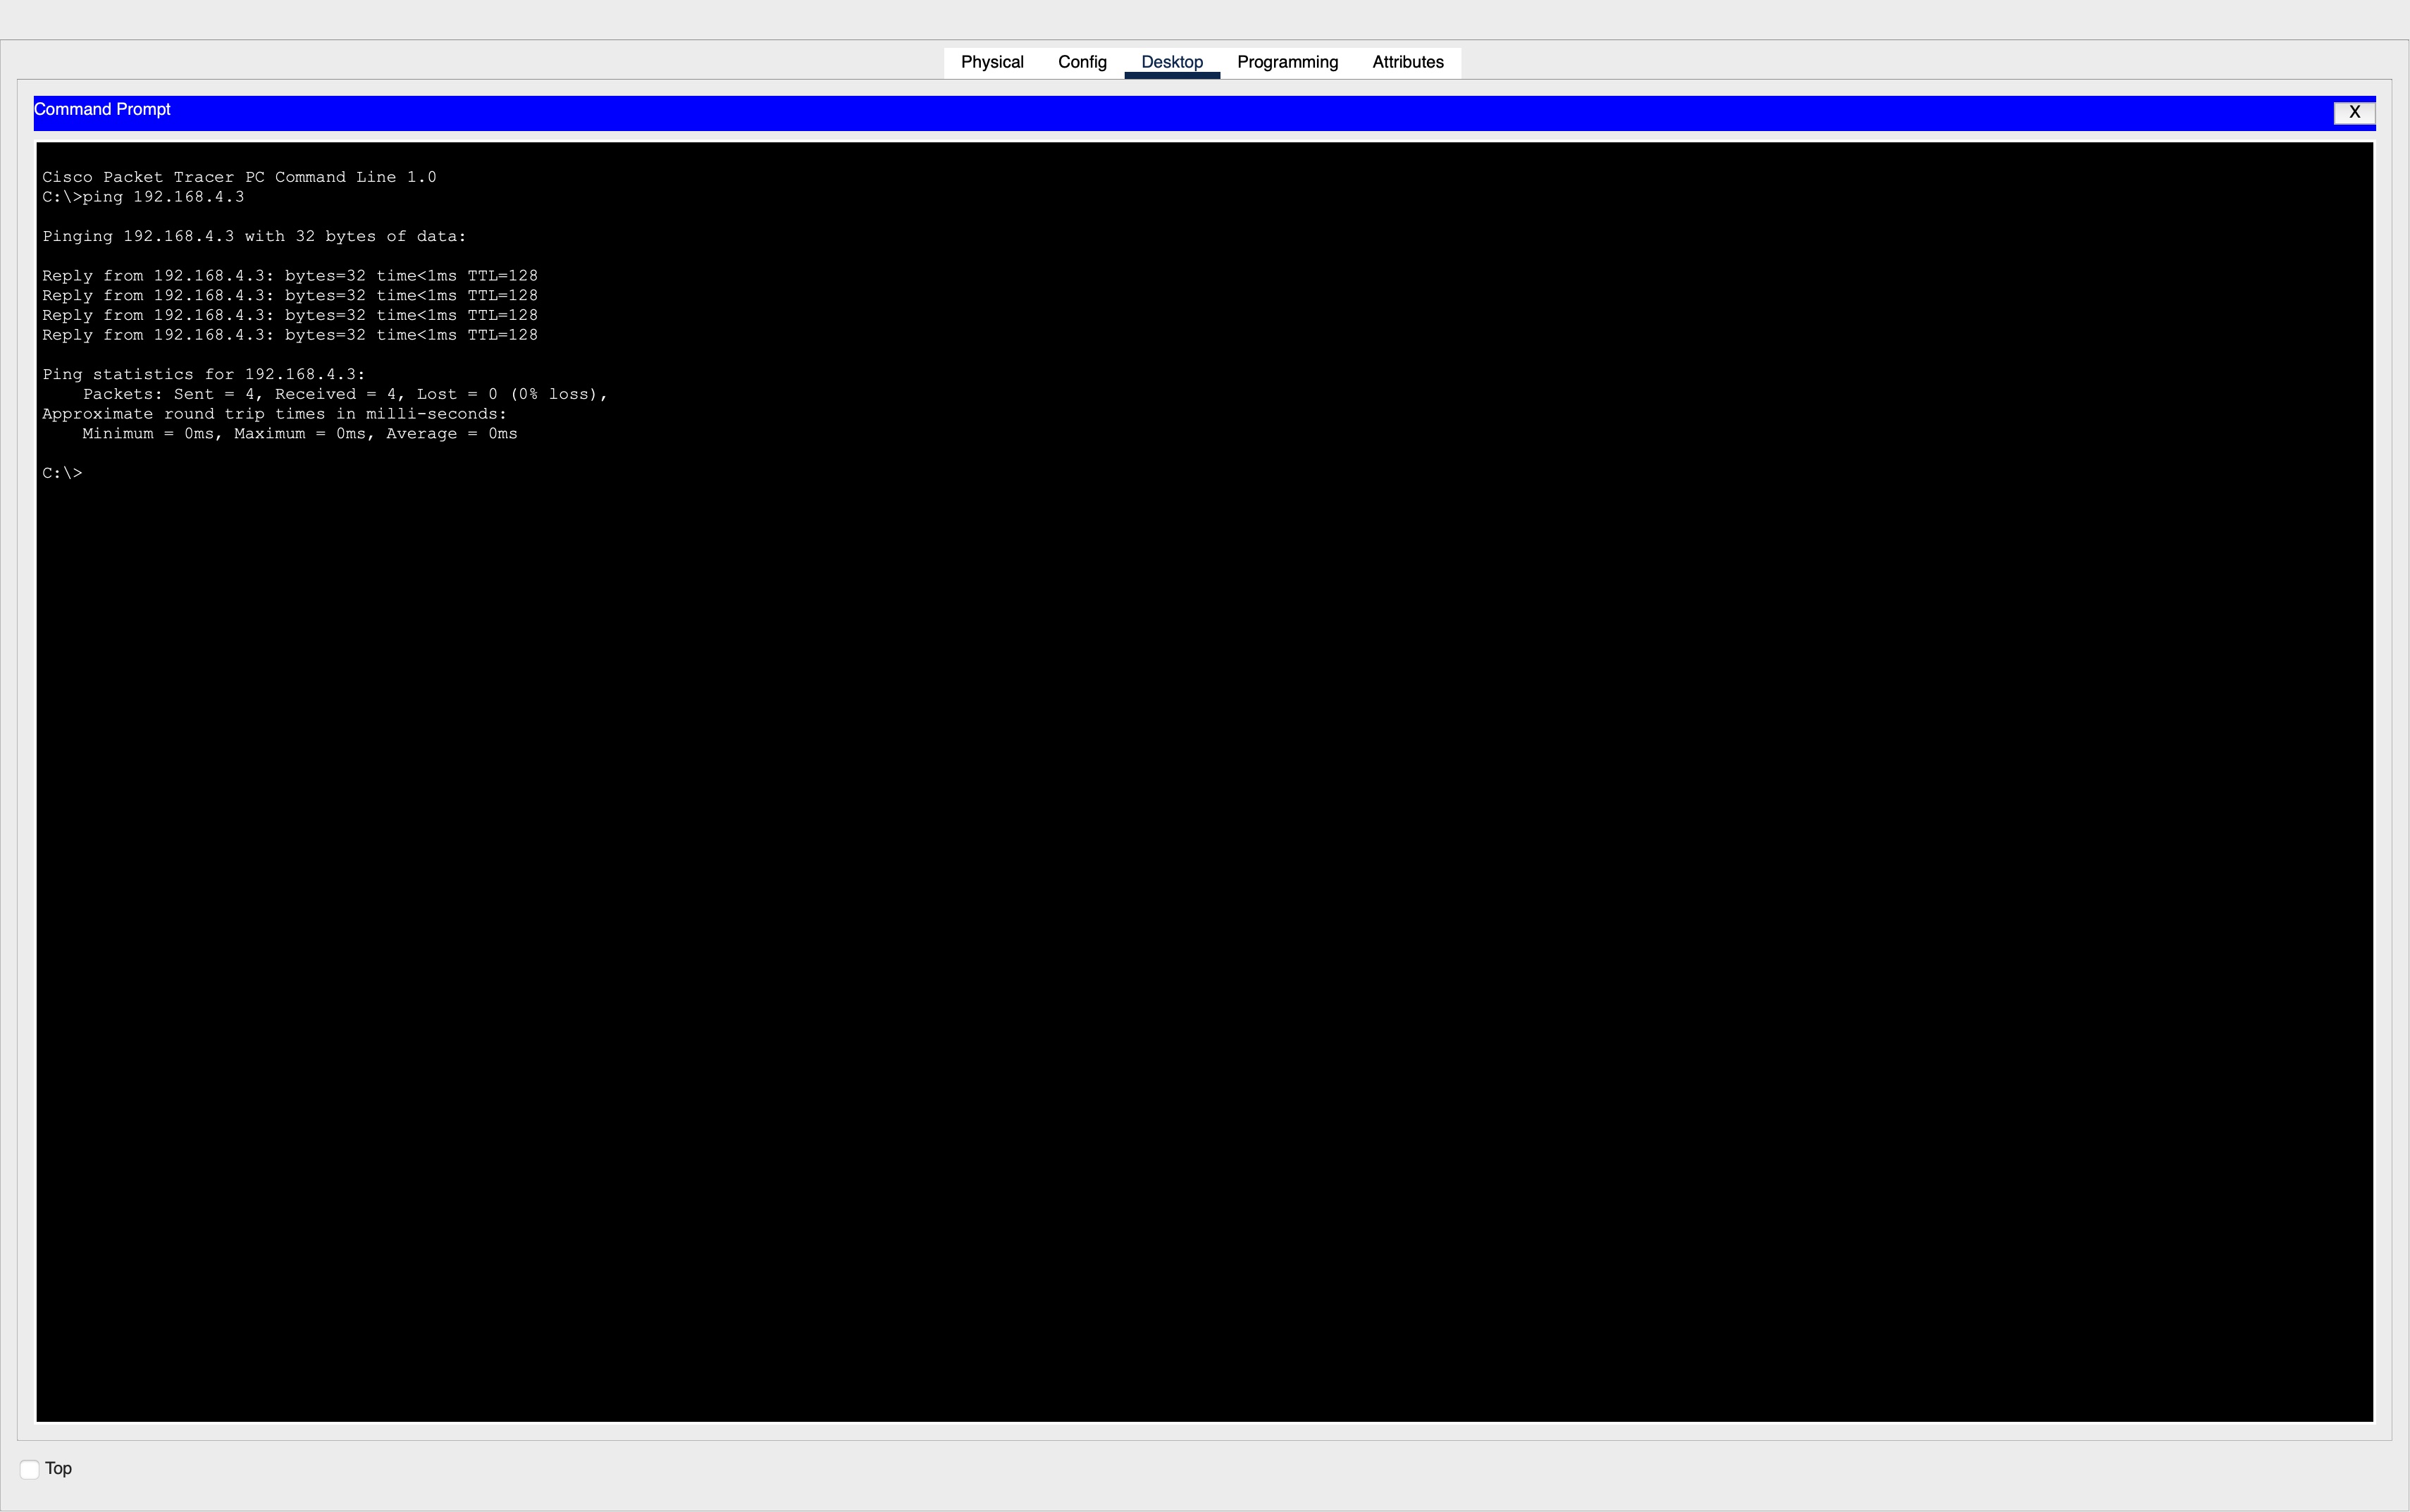 Physical Config Desktop Programming Attributes
Command Prompt X
Cisco Packet Tracer PC Command Line 1.0
C:\>ping 192.168.4.3
Pinging 192.168.4.3 with 32 bytes of data:
Reply from 192.168.4.3: bytes=32 time<1ms TTL=128
Reply from 192.168.4.3: bytes=32 time<1ms TTL=128
Reply from 192.168.4.3: bytes=32 time<1ms TTL=128
Reply from 192.168.4.3: bytes=32 time<1ms TTL=128
Ping statistics for 192.168.4.3:
Packets: Sent = 4, Received = 4, Lost = 0 (0% loss),
Approximate round trip times in milli-seconds:
Minimum = 0ms, Maximum = 0ms, Average = 0ms
C:\>
Top